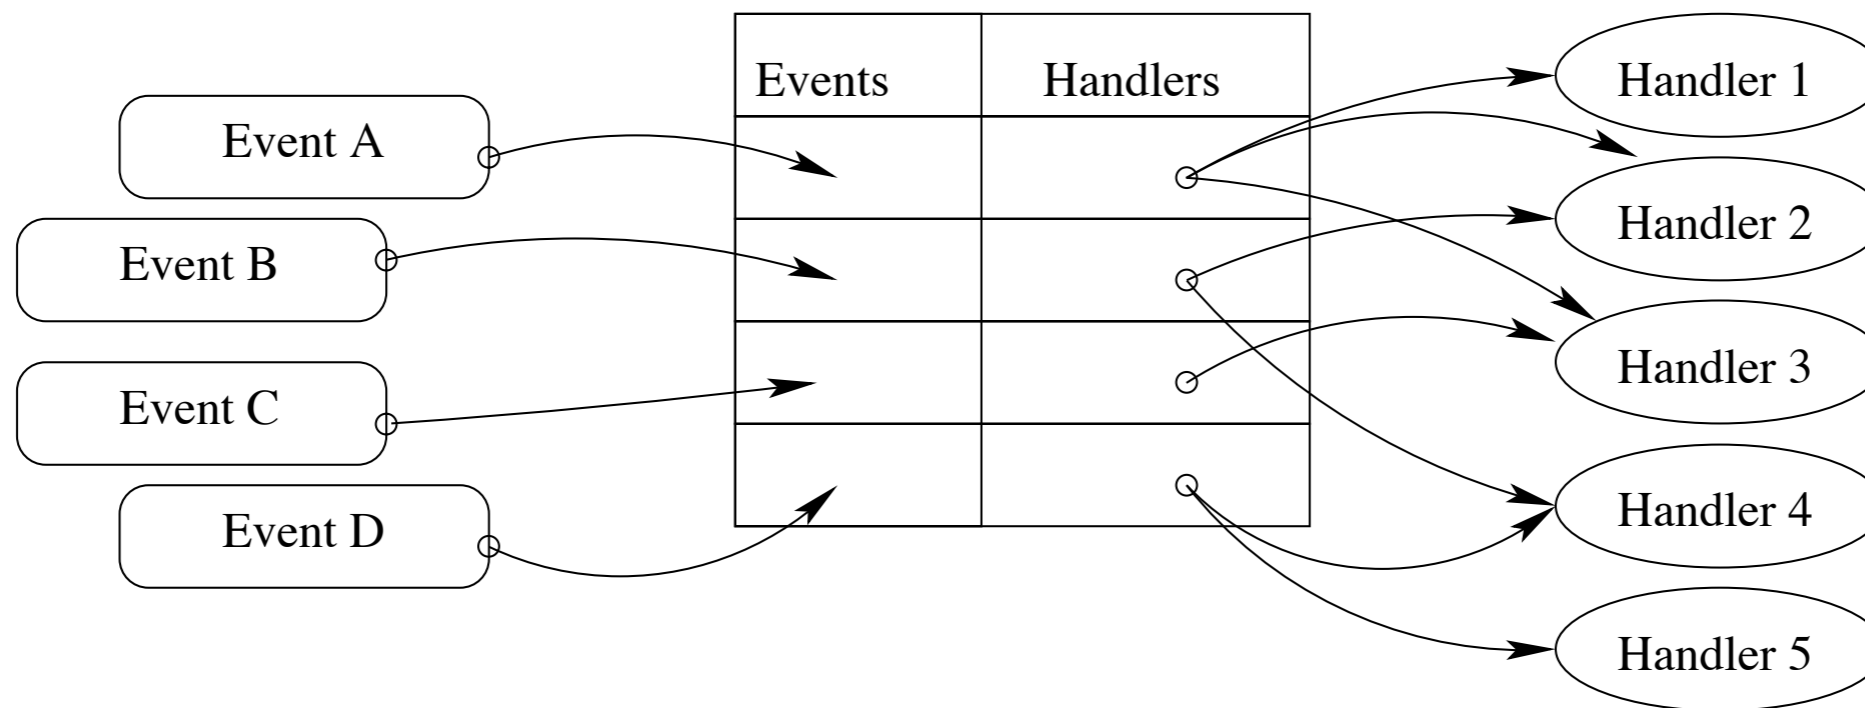 Events
Handlers
Event A
Event B
Event C
Event D
Handler 1
Handler 2
Handler 3
Handler 4
Handler 5